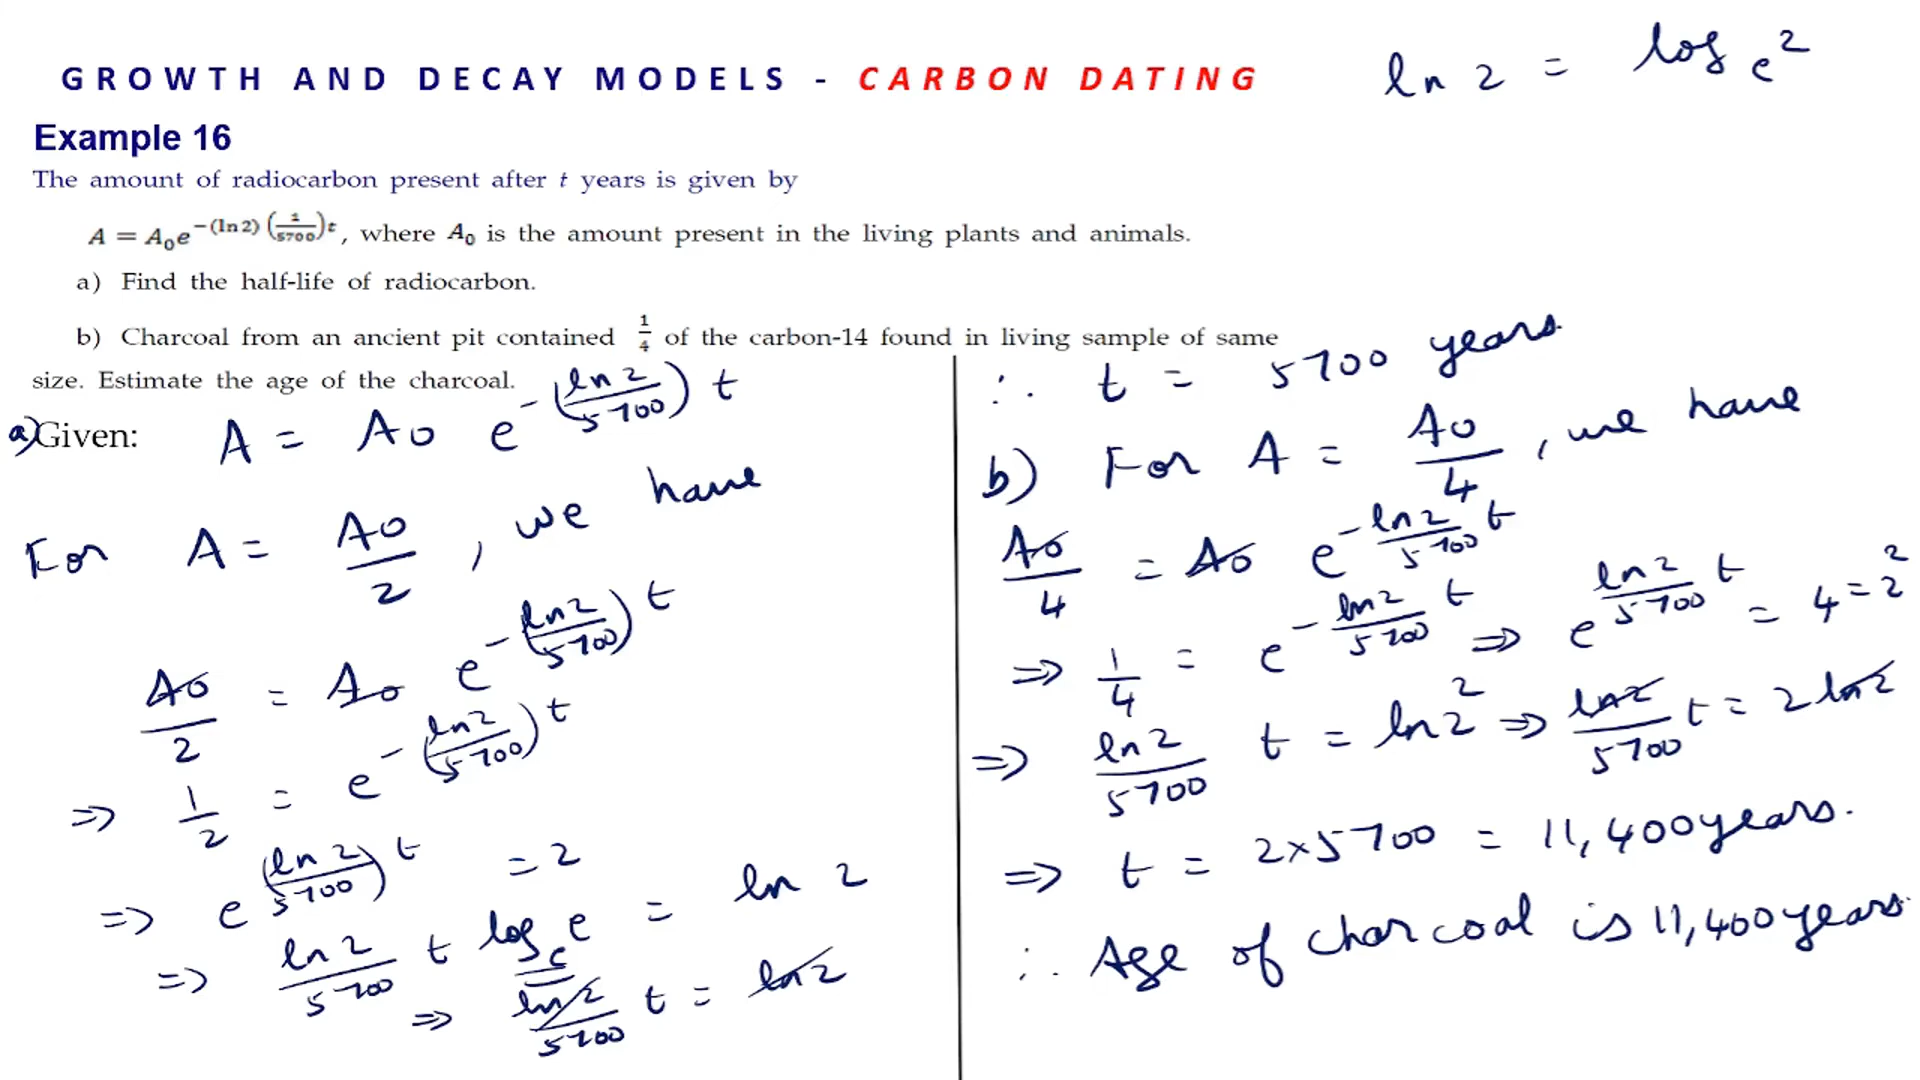 GROWTH AND DECAY MODELS - CARBON DATING
ln 2 = log_e 2
Example 16
The amount of radiocarbon present after t years is given by
A = A₀e^{-(ln2)(1/5700)t}, where A₀ is the amount present in the living plants and animals.
a) Find the half-life of radiocarbon.
b) Charcoal from an ancient pit contained 1/4 of the carbon-14 found in living sample of same
size. Estimate the age of the charcoal.
a) Given: A = A₀ e^{-(ln 2/5700) t}
For A = A₀/2, we have
A₀/2 = A₀ e^{-(ln2/5700) t}
=> 1/2 = e^{-(ln2/5700) t}
=> e^{(ln 2/5700) t} = 2
=> ln 2/5700 t log_e e = ln 2
=> ln 2/5700 t = ln 2
∴ t = 5700 years.
b) For A = A₀/4, we have
A₀/4 = A₀ e^{-ln2/5700 t}
=> 1/4 = e^{-ln2/5700 t} => e^{ln2/5700 t} = 4 = 2²
=> ln 2/5700 t = ln 2² => ln2/5700 t = 2 ln2
=> t = 2×5700 = 11,400 years.
∴ Age of charcoal is 11,400 years.